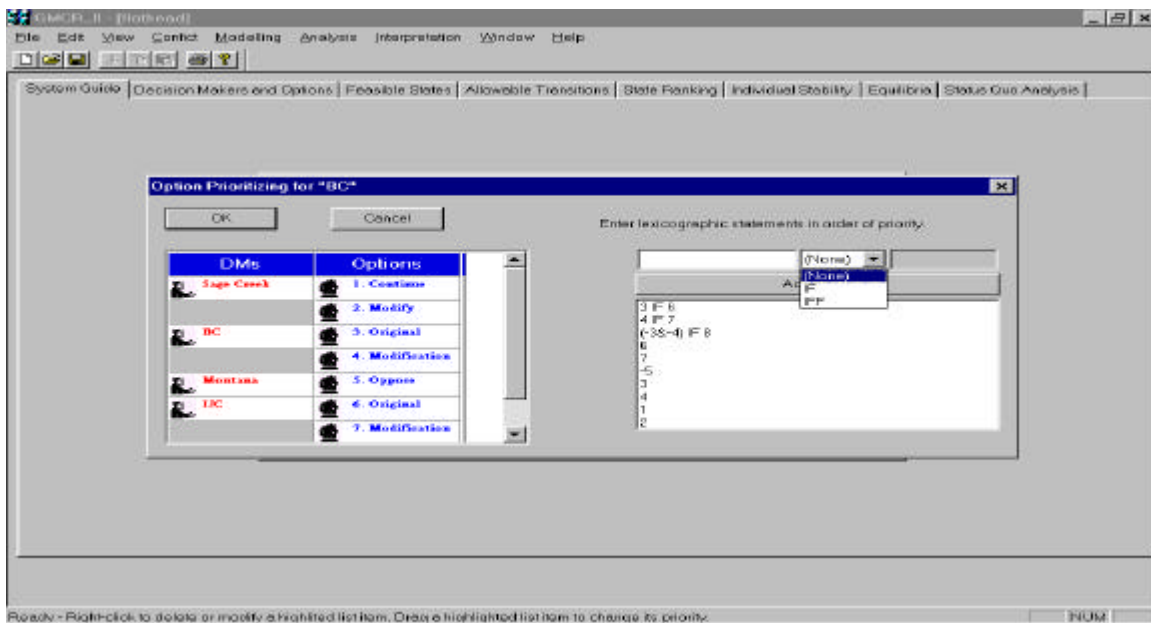 GMCR_II - [flathead]
File Edit View Conflict Modelling Analysis Interpretation Window Help
System Guide Decision Makers and Options Feasible States Allowable Transitions State Ranking Individual Stability Equilibria Status Quo Analysis
Option Prioritizing for "BC"
OK Cancel
Enter lexicographic statements in order of priority.
DMs Options
(None)
Sage Creek 1. Continue
(None)
IF
IFF
2. Modify
BC 3. Original
4. Modification
Montana 5. Oppose
IJC 6. Original
7. Modification
3 IF 6
4 IF 7
(-3&-4) IF 8
6
7
-5
3
4
1
2
Ready - Right-click to delete or modify a highlited list item. Drag a highlighted list item to change its priority.
NUM